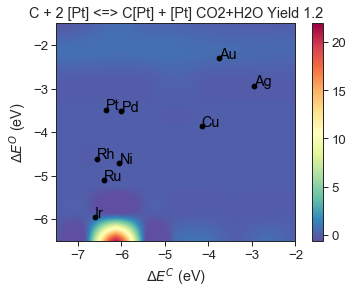 C + 2 [Pt] <=> C[Pt] + [Pt] CO2+H2O Yield 1.2
ΔE^O (eV)
−2
−3
−4
−5
−6
Au
Ag
Pt
Pd
Cu
Rh
Ni
Ru
Ir
20
15
10
5
0
−7 −6 −5 −4 −3 −2
ΔE^C (eV)